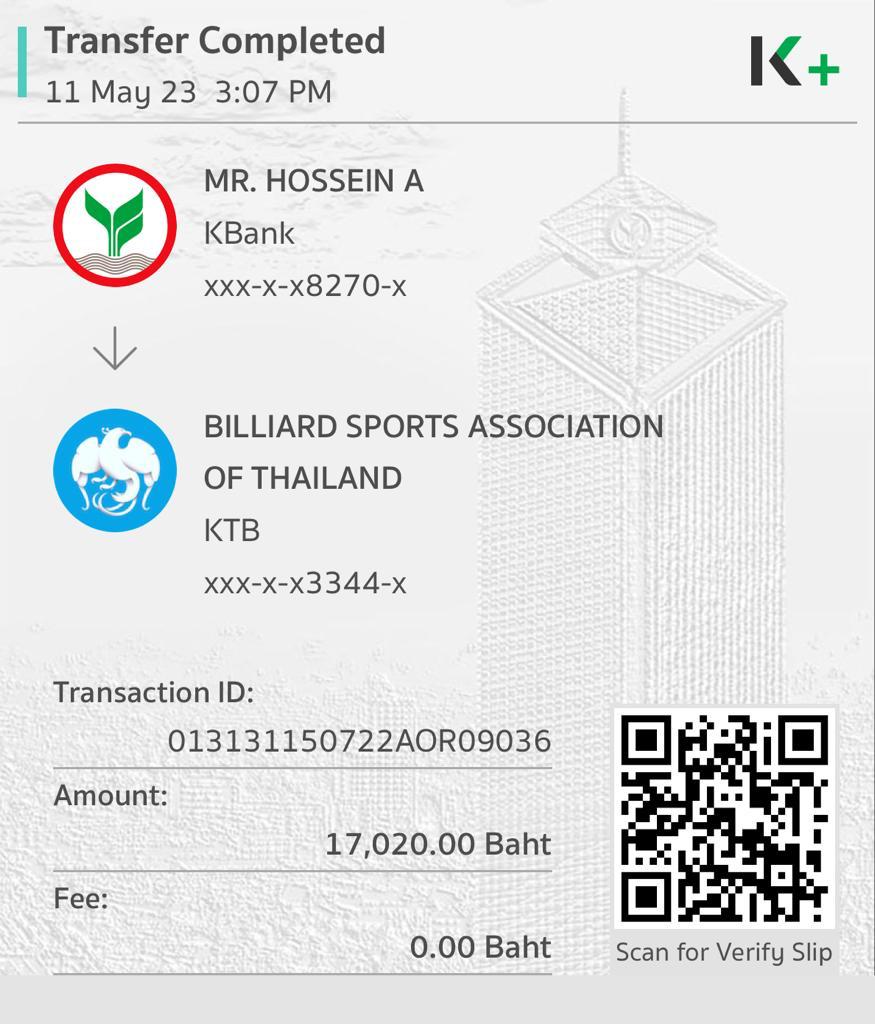 Transfer Completed
11 May 23 3:07 PM
K+
MR. HOSSEIN A
KBank
xxx-x-x8270-x
BILLIARD SPORTS ASSOCIATION
OF THAILAND
KTB
xxx-x-x3344-x
Transaction ID:
013131150722AOR09036
Amount:
17,020.00 Baht
Fee:
0.00 Baht
Scan for Verify Slip